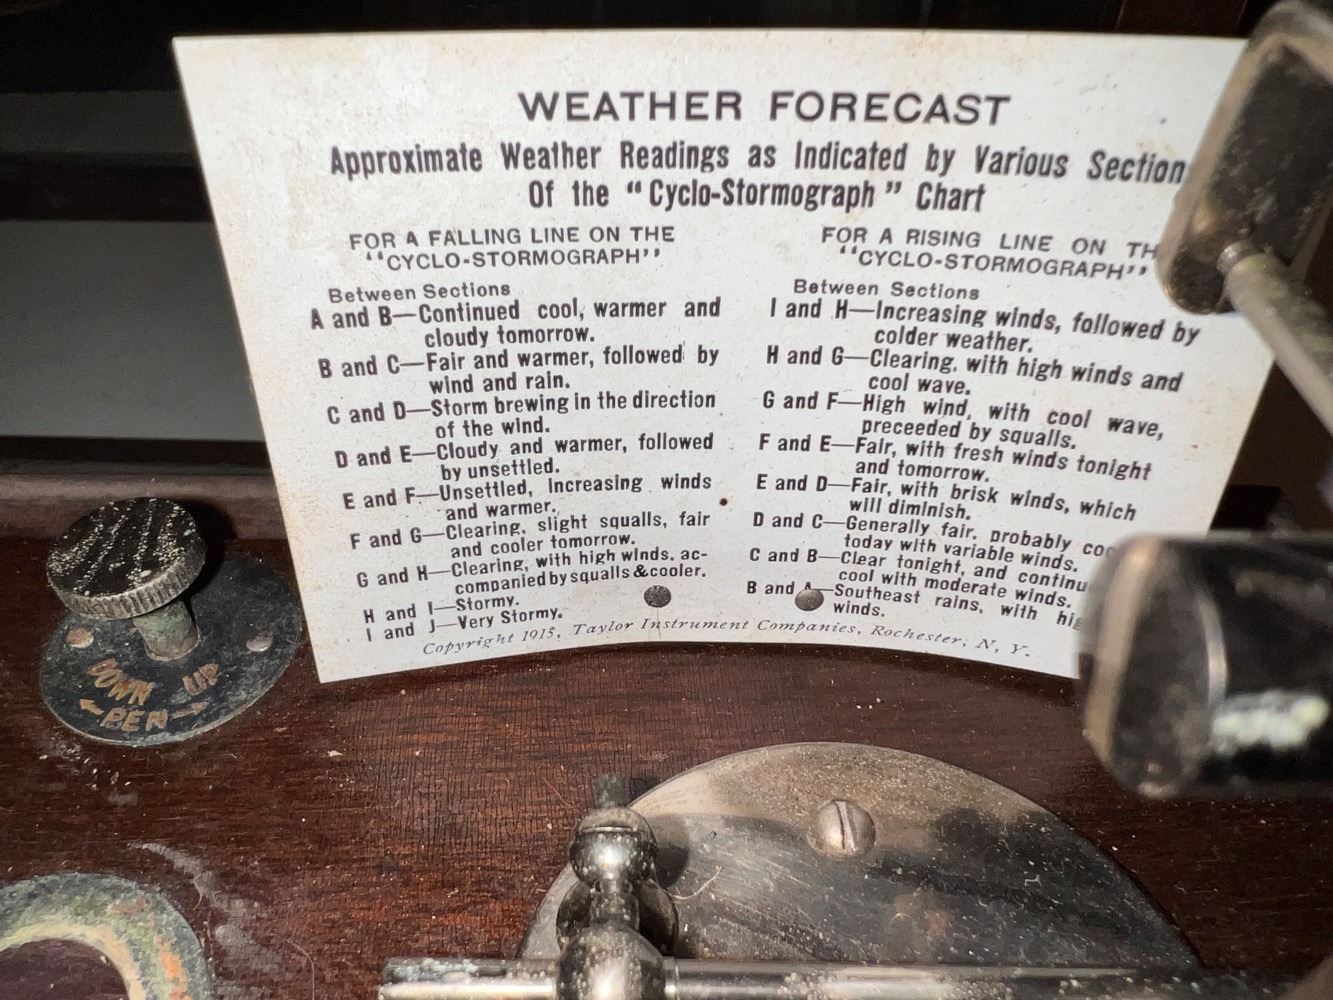 WEATHER FORECAST
Approximate Weather Readings as Indicated by Various Section
Of the "Cyclo-Stormograph" Chart
FOR A FALLING LINE ON THE
"CYCLO-STORMOGRAPH"
Between Sections
A and B—Continued cool, warmer and
cloudy tomorrow.
B and C—Fair and warmer, followed by
wind and rain.
C and D—Storm brewing in the direction
of the wind.
D and E—Cloudy and warmer, followed
by unsettled.
E and F—Unsettled, Increasing winds
and warmer.
F and G—Clearing, slight squalls, fair
and cooler tomorrow.
G and H—Clearing, with high winds, ac-
companied by squalls & cooler.
H and I—Stormy.
I and J—Very Stormy.
FOR A RISING LINE ON TH
"CYCLO-STORMOGRAPH"
Between Sections
I and H—Increasing winds, followed by
colder weather.
H and G—Clearing, with high winds and
cool wave.
G and F—High wind, with cool wave,
preceeded by squalls.
F and E—Fair, with fresh winds tonight
and tomorrow.
E and D—Fair, with brisk winds, which
will diminish.
D and C—Generally fair, probably
today with variable winds.
C and B—Clear tonight, and continu
cool with moderate winds.
B and A—Southeast rains, with hig
winds.
Copyright 1915, Taylor Instrument Companies, Rochester, N. Y.
DOWN UP
PEN